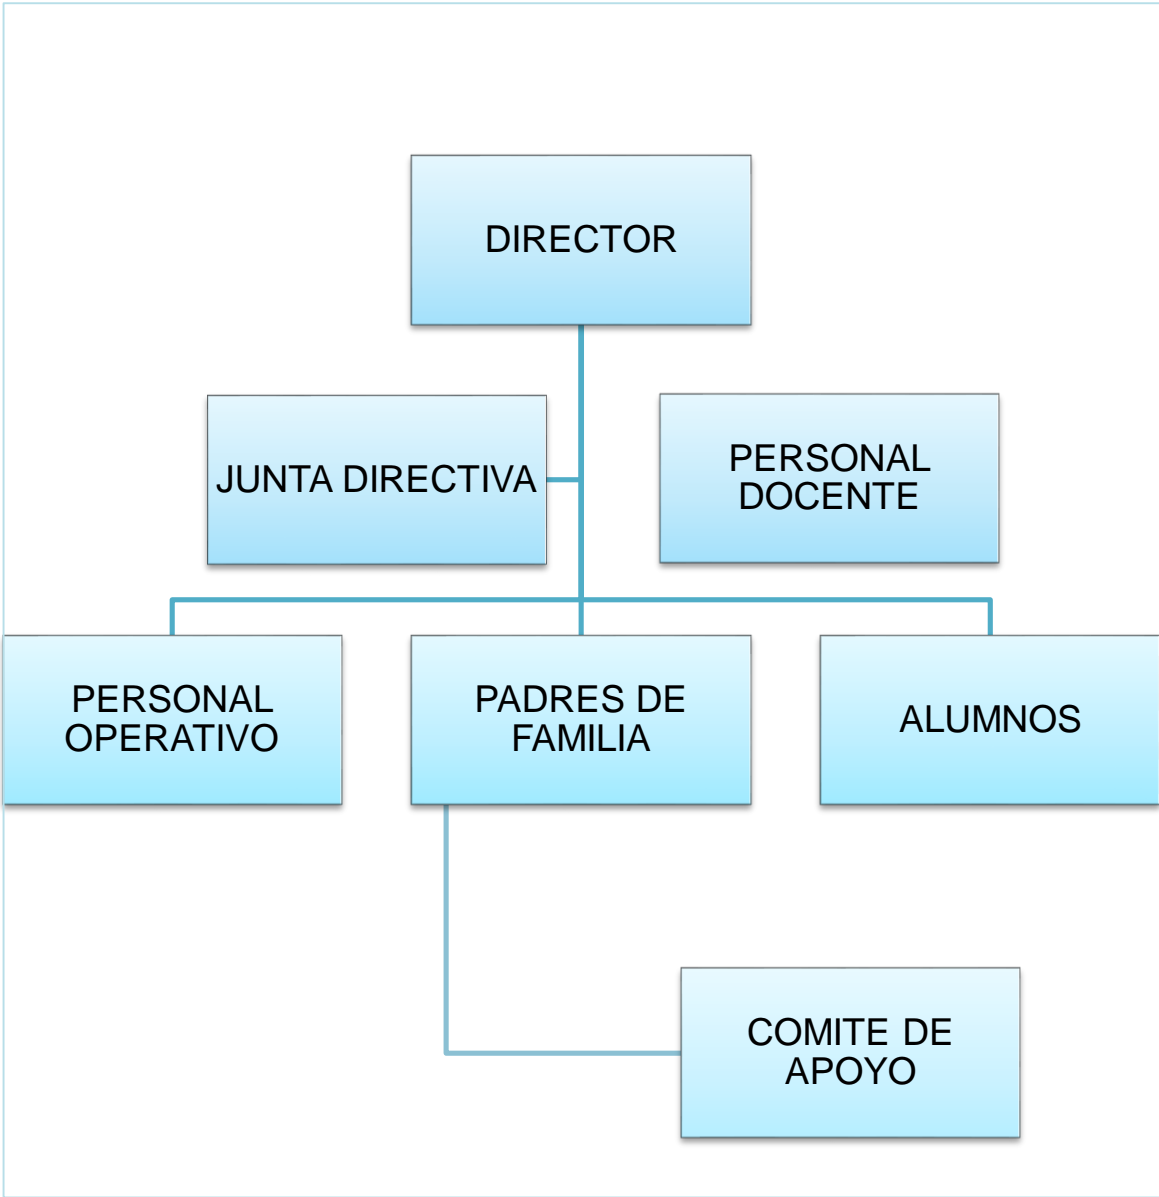 DIRECTOR
JUNTA DIRECTIVA
PERSONAL
DOCENTE
PERSONAL
OPERATIVO
PADRES DE
FAMILIA
ALUMNOS
COMITE DE
APOYO